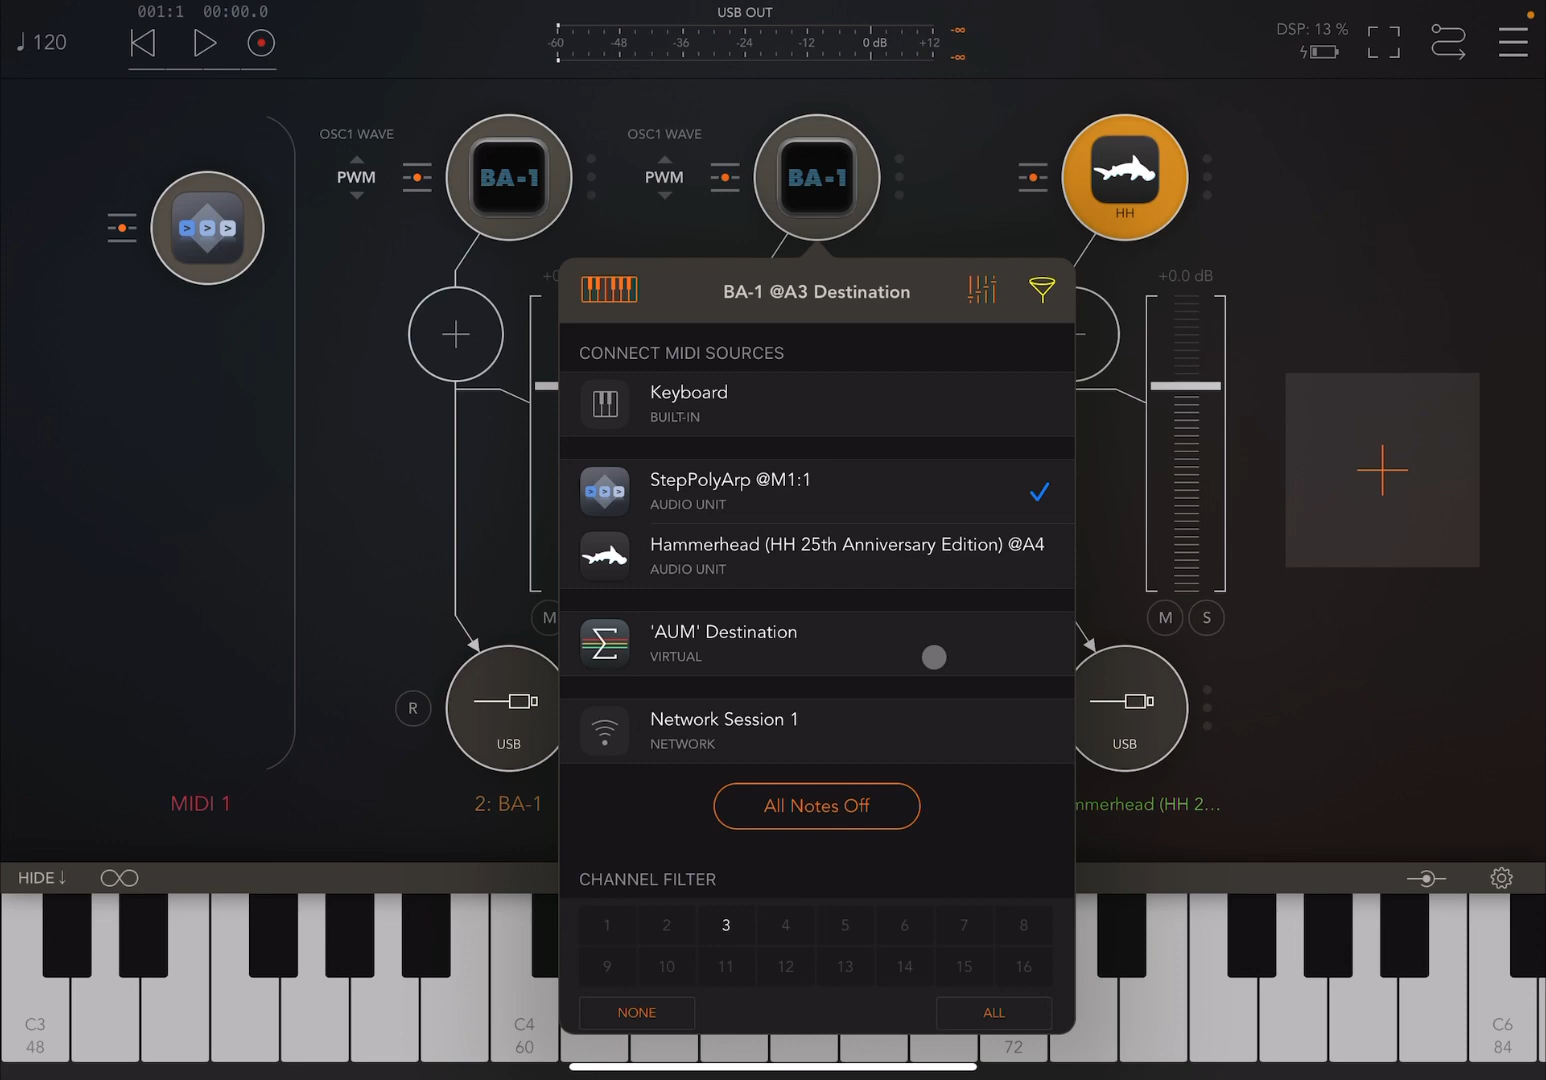 001:1 00:00.0
♩ 120
USB OUT
-60 -48 -36 -24 -12 0 dB +12
-∞
-∞
DSP: 13 %
OSC1 WAVE
PWM
BA-1
OSC1 WAVE
PWM
BA-1
HH
> > >
+0
+0.0 dB
BA-1 @A3 Destination
CONNECT MIDI SOURCES
Keyboard
BUILT-IN
StepPolyArp @M1:1
AUDIO UNIT
Hammerhead (HH 25th Anniversary Edition) @A4
AUDIO UNIT
'AUM' Destination
VIRTUAL
Network Session 1
NETWORK
All Notes Off
CHANNEL FILTER
1 2 3 4 5 6 7 8
9 10 11 12 13 14 15 16
NONE ALL
M
M S
R
USB
USB
MIDI 1
2: BA-1
nmerhead (HH 2...
HIDE ↓
C3
48
C4
60
72
C6
84